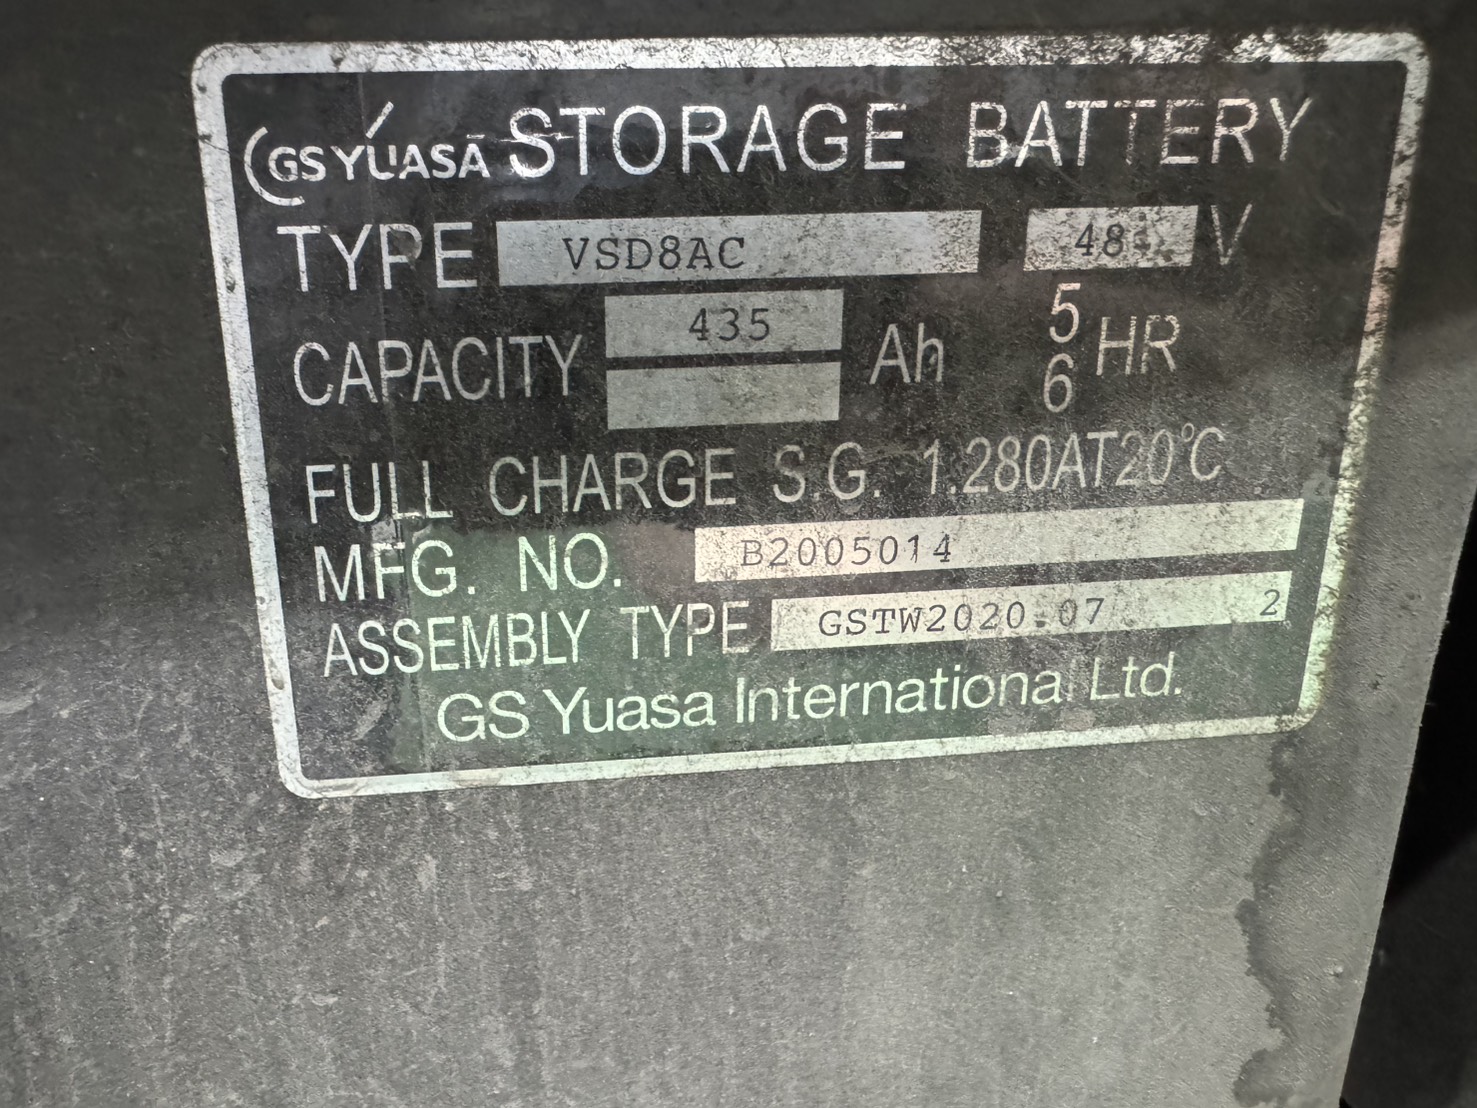 GS YUASA STORAGE BATTERY
TYPE VSD8AC 48 V
CAPACITY 435 Ah 5 HR
6
FULL CHARGE S.G. 1.280AT20℃
MFG. NO. B2005014
ASSEMBLY TYPE GSTW2020.07 2
GS Yuasa International Ltd.